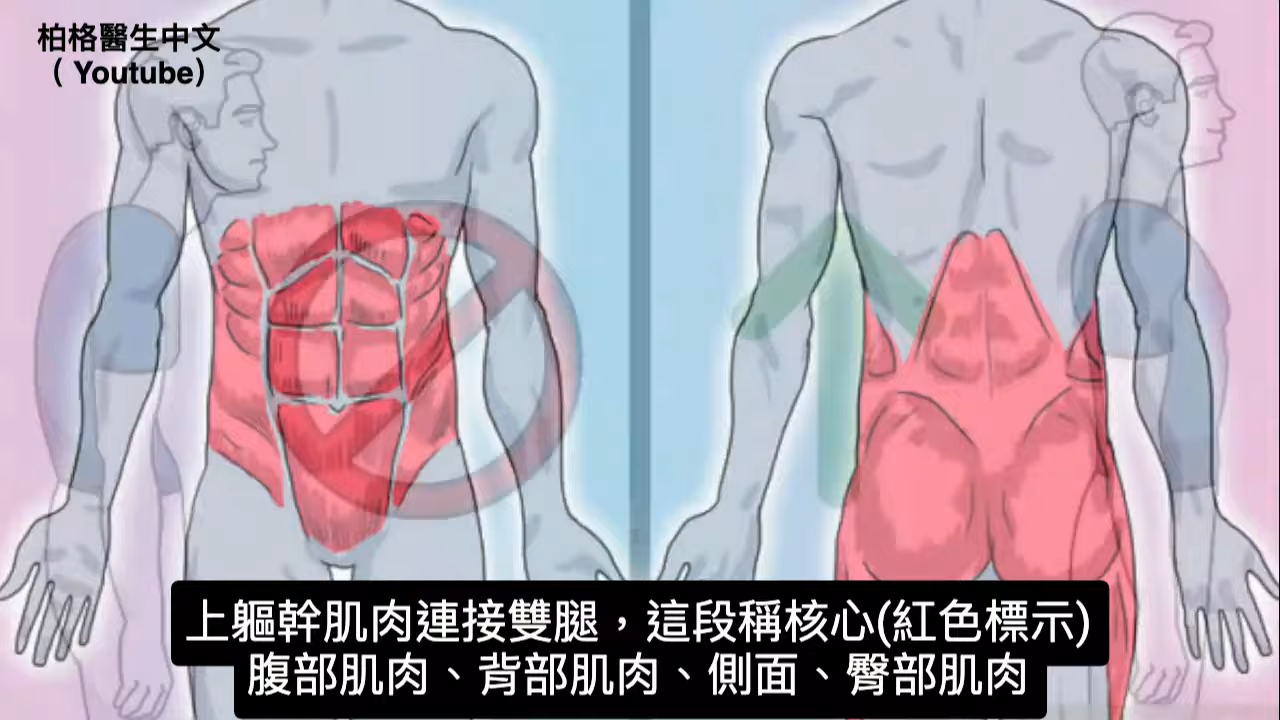 柏格醫生中文
（ Youtube）
上軀幹肌肉連接雙腿，這段稱核心(紅色標示)
腹部肌肉、背部肌肉、側面、臀部肌肉